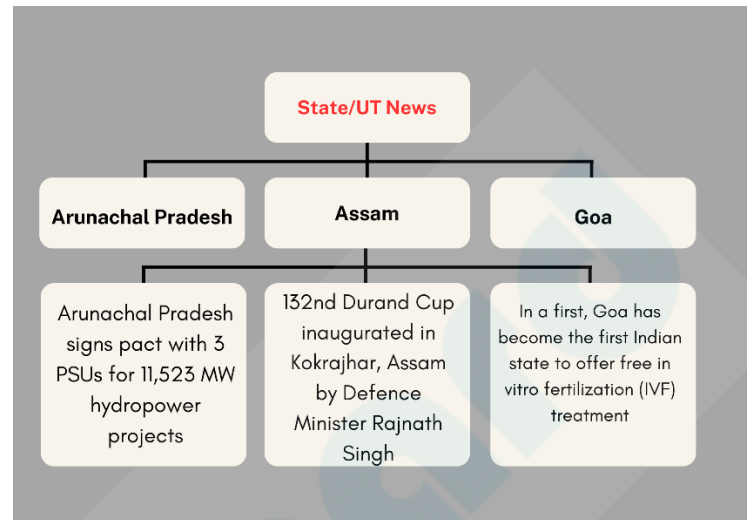 State/UT News
Arunachal Pradesh
Assam
Goa
Arunachal Pradesh
signs pact with 3
PSUs for 11,523 MW
hydropower
projects
132nd Durand Cup
inaugurated in
Kokrajhar, Assam
by Defence
Minister Rajnath
Singh
In a first, Goa has
become the first Indian
state to offer free in
vitro fertilization (IVF)
treatment